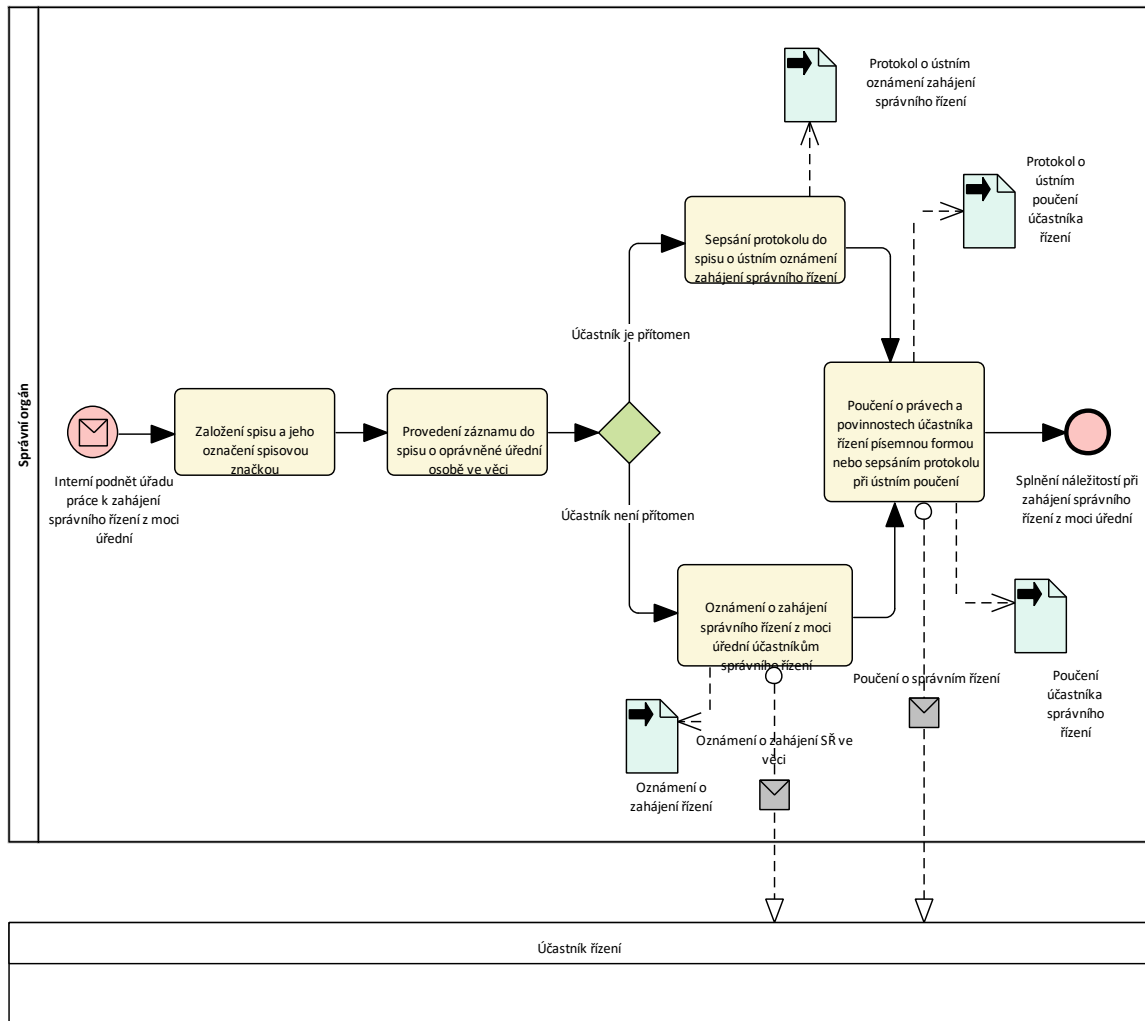 Protokol o ústním
oznámení zahájení
správního řízení
Protokol o
ústním
poučení
účastníka
řízení
Sepsání protokolu do
spisu o ústním oznámení
zahájení správního řízení
Účastník je přítomen
Správní orgán
Interní podnět úřadu
práce k zahájení
správního řízení z moci
úřední
Založení spisu a jeho
označení spisovou
značkou
Provedení záznamu do
spisu o oprávněné úřední
osobě ve věci
Poučení o právech a
povinnostech účastníka
řízení písemnou formou
nebo sepsáním protokolu
při ústním poučení
Splnění náležitostí při
zahájení správního
řízení z moci úřední
Účastník není přítomen
Oznámení o zahájení
správního řízení z moci
úřední účastníkům
správního řízení
Poučení o správním řízení
Poučení
účastníka
správního
řízení
Oznámení o zahájení SŘ ve
věci
Oznámení o
zahájení řízení
Účastník řízení